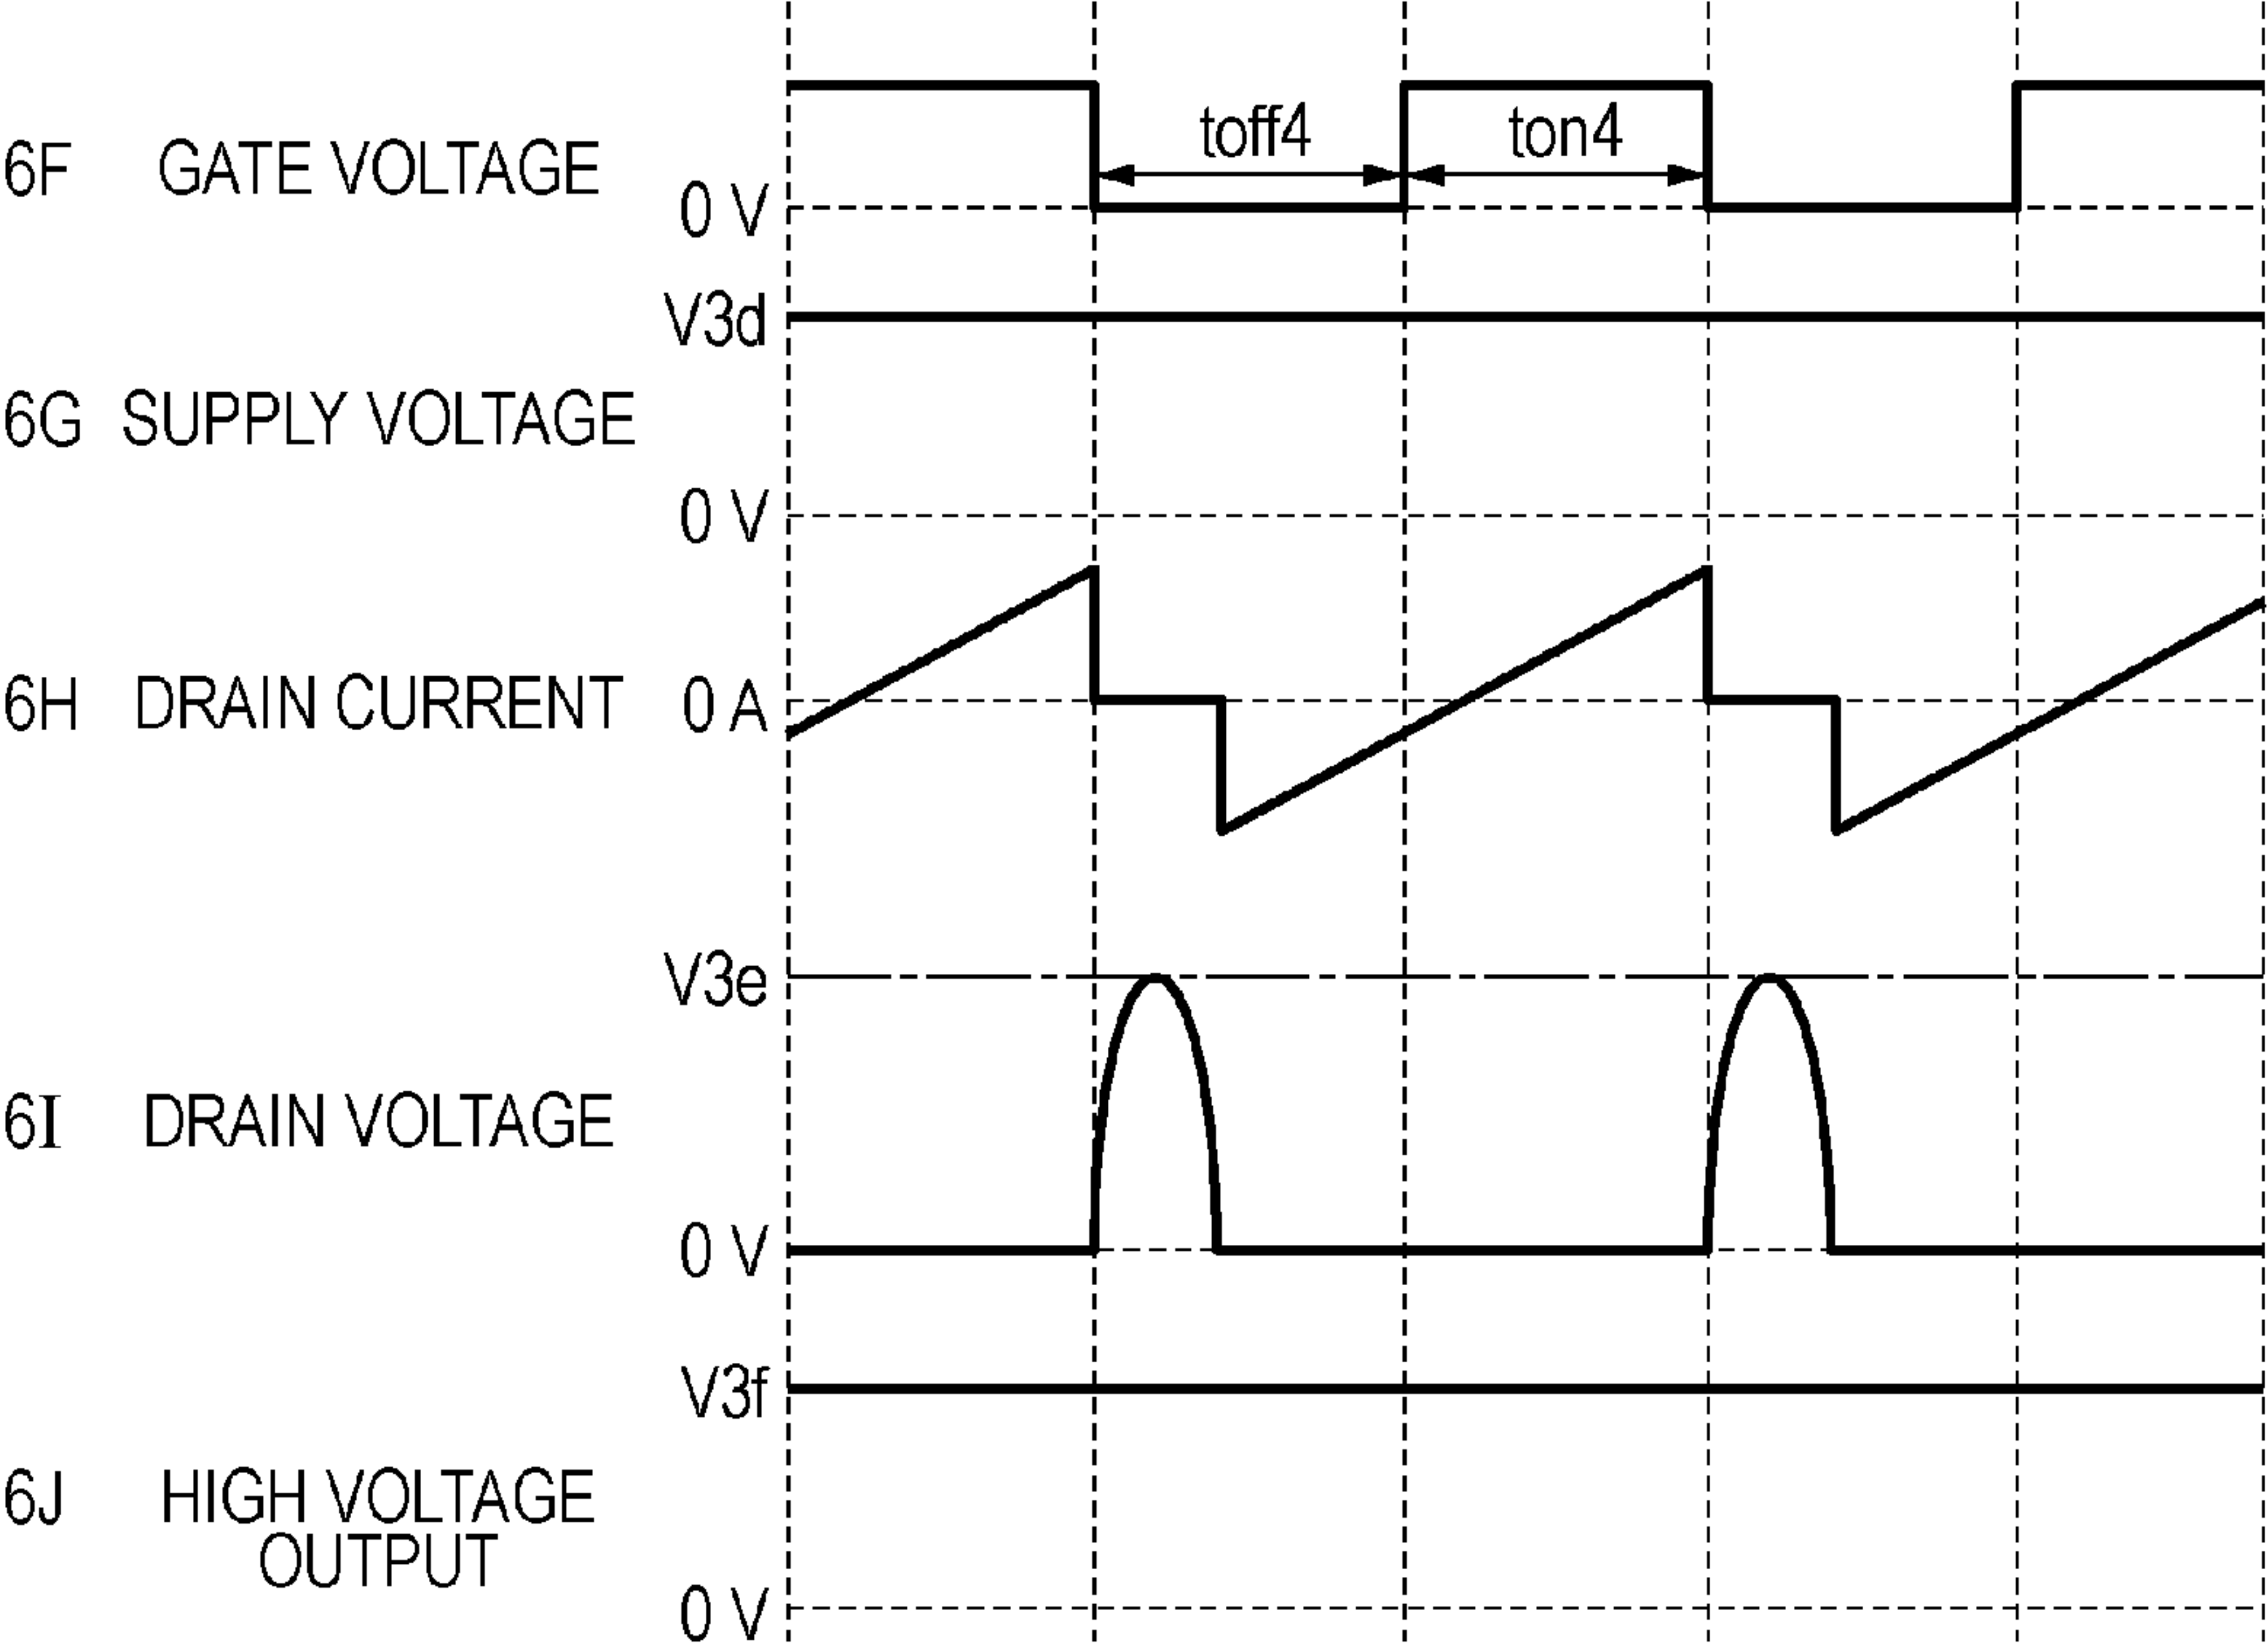 6F GATE VOLTAGE
toff4
ton4
0 V
V3d
6G SUPPLY VOLTAGE
0 V
6H DRAIN CURRENT
0 A
V3e
6I DRAIN VOLTAGE
0 V
V3f
6J HIGH VOLTAGE
OUTPUT
0 V